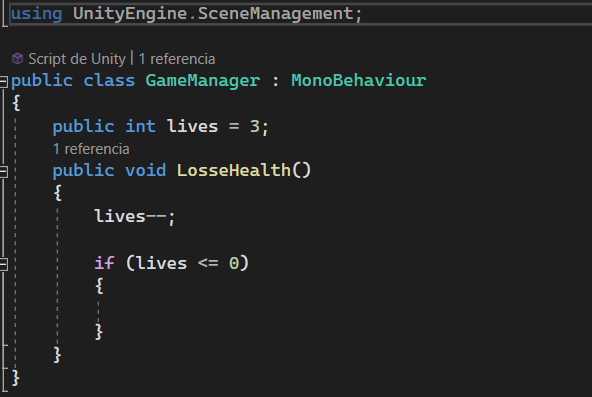 using UnityEngine.SceneManagement;
Script de Unity | 1 referencia
public class GameManager : MonoBehaviour
{
public int lives = 3;
1 referencia
public void LosseHealth()
{
lives--;
if (lives <= 0)
{
}
}
}